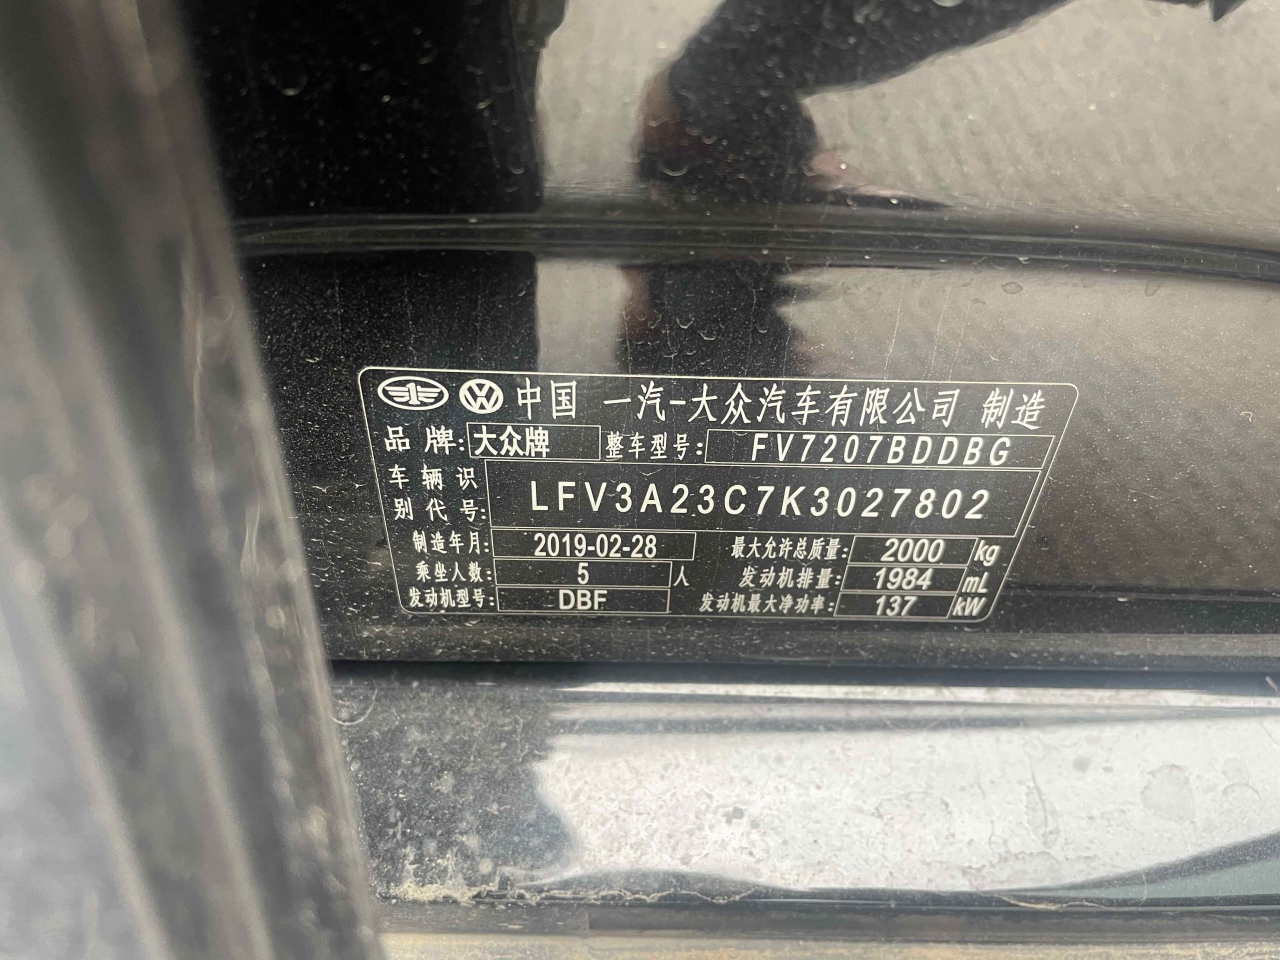 中国 一汽-大众汽车有限公司 制造
品牌: 大众牌 整车型号: FV7207BDDBG
车辆识别代号: LFV3A23C7K3027802
制造年月: 2019-02-28 最大允许总质量: 2000 kg
乘坐人数: 5 人 发动机排量: 1984 mL
发动机型号: DBF 发动机最大净功率: 137 kW